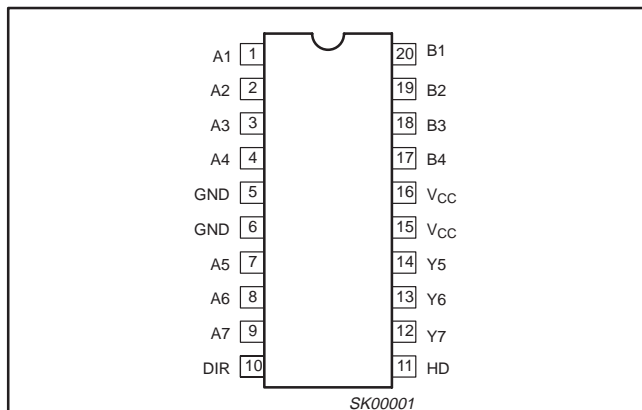 A1 1 20 B1
A2 2 19 B2
A3 3 18 B3
A4 4 17 B4
GND 5 16 VCC
GND 6 15 VCC
A5 7 14 Y5
A6 8 13 Y6
A7 9 12 Y7
DIR 10 11 HD
SK00001